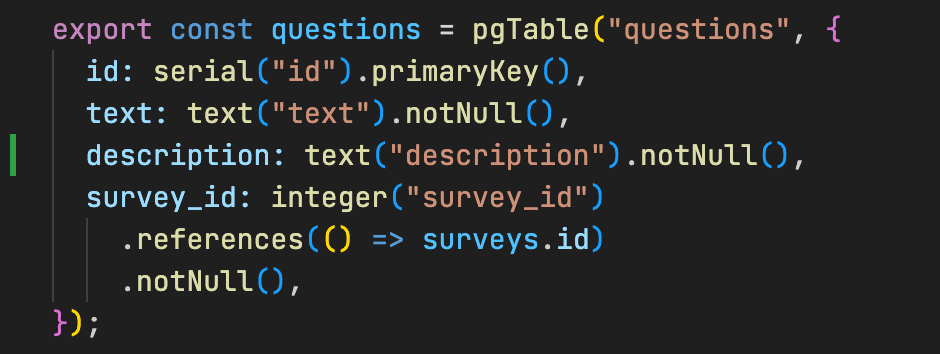 export const questions = pgTable("questions", {
  id: serial("id").primaryKey(),
  text: text("text").notNull(),
  description: text("description").notNull(),
  survey_id: integer("survey_id")
    .references(() => surveys.id)
    .notNull(),
});